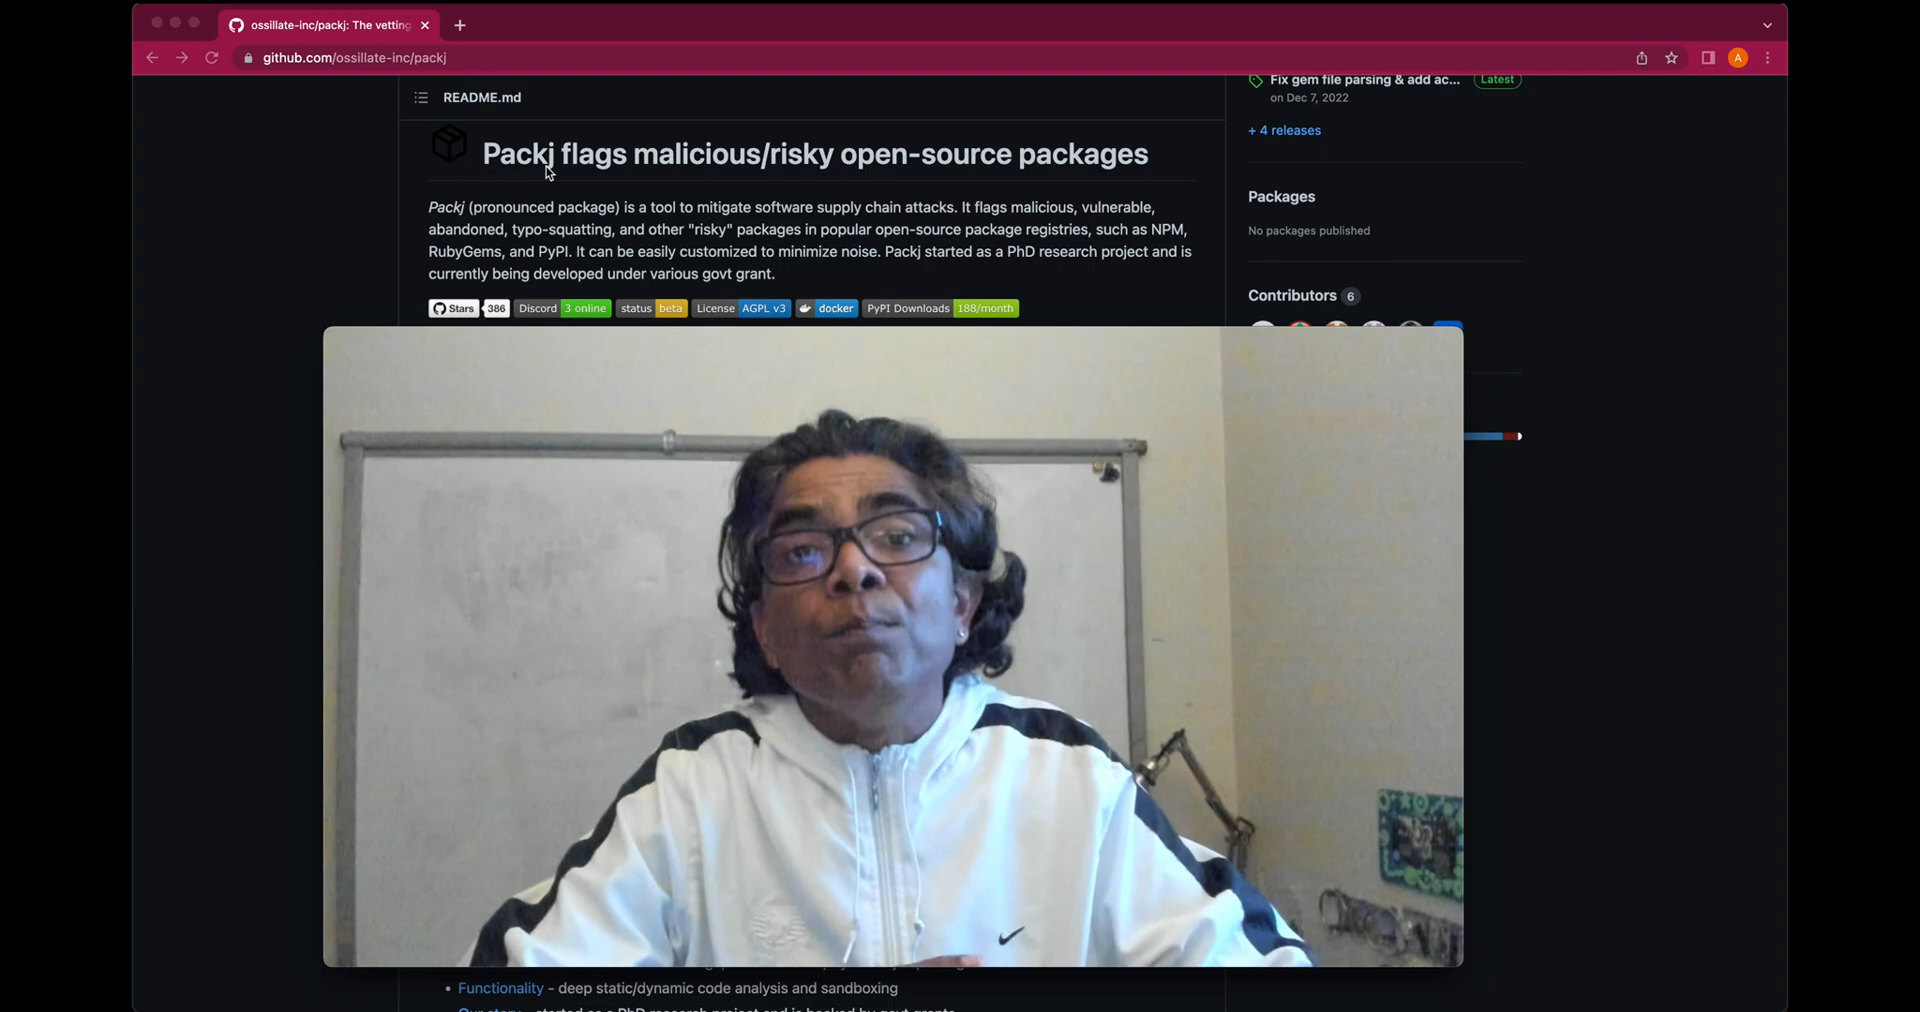 ossillate-inc/packj: The vetting
github.com/ossillate-inc/packj
A
README.md
Fix gem file parsing & add ac... Latest
on Dec 7, 2022
+ 4 releases
Packj flags malicious/risky open-source packages
Packj (pronounced package) is a tool to mitigate software supply chain attacks. It flags malicious, vulnerable,
abandoned, typo-squatting, and other "risky" packages in popular open-source package registries, such as NPM,
RubyGems, and PyPI. It can be easily customized to minimize noise. Packj started as a PhD research project and is
currently being developed under various govt grant.
Stars 386 Discord 3 online status beta License AGPL v3 docker PyPI Downloads 188/month
Packages
No packages published
Contributors 6
• Functionality - deep static/dynamic code analysis and sandboxing